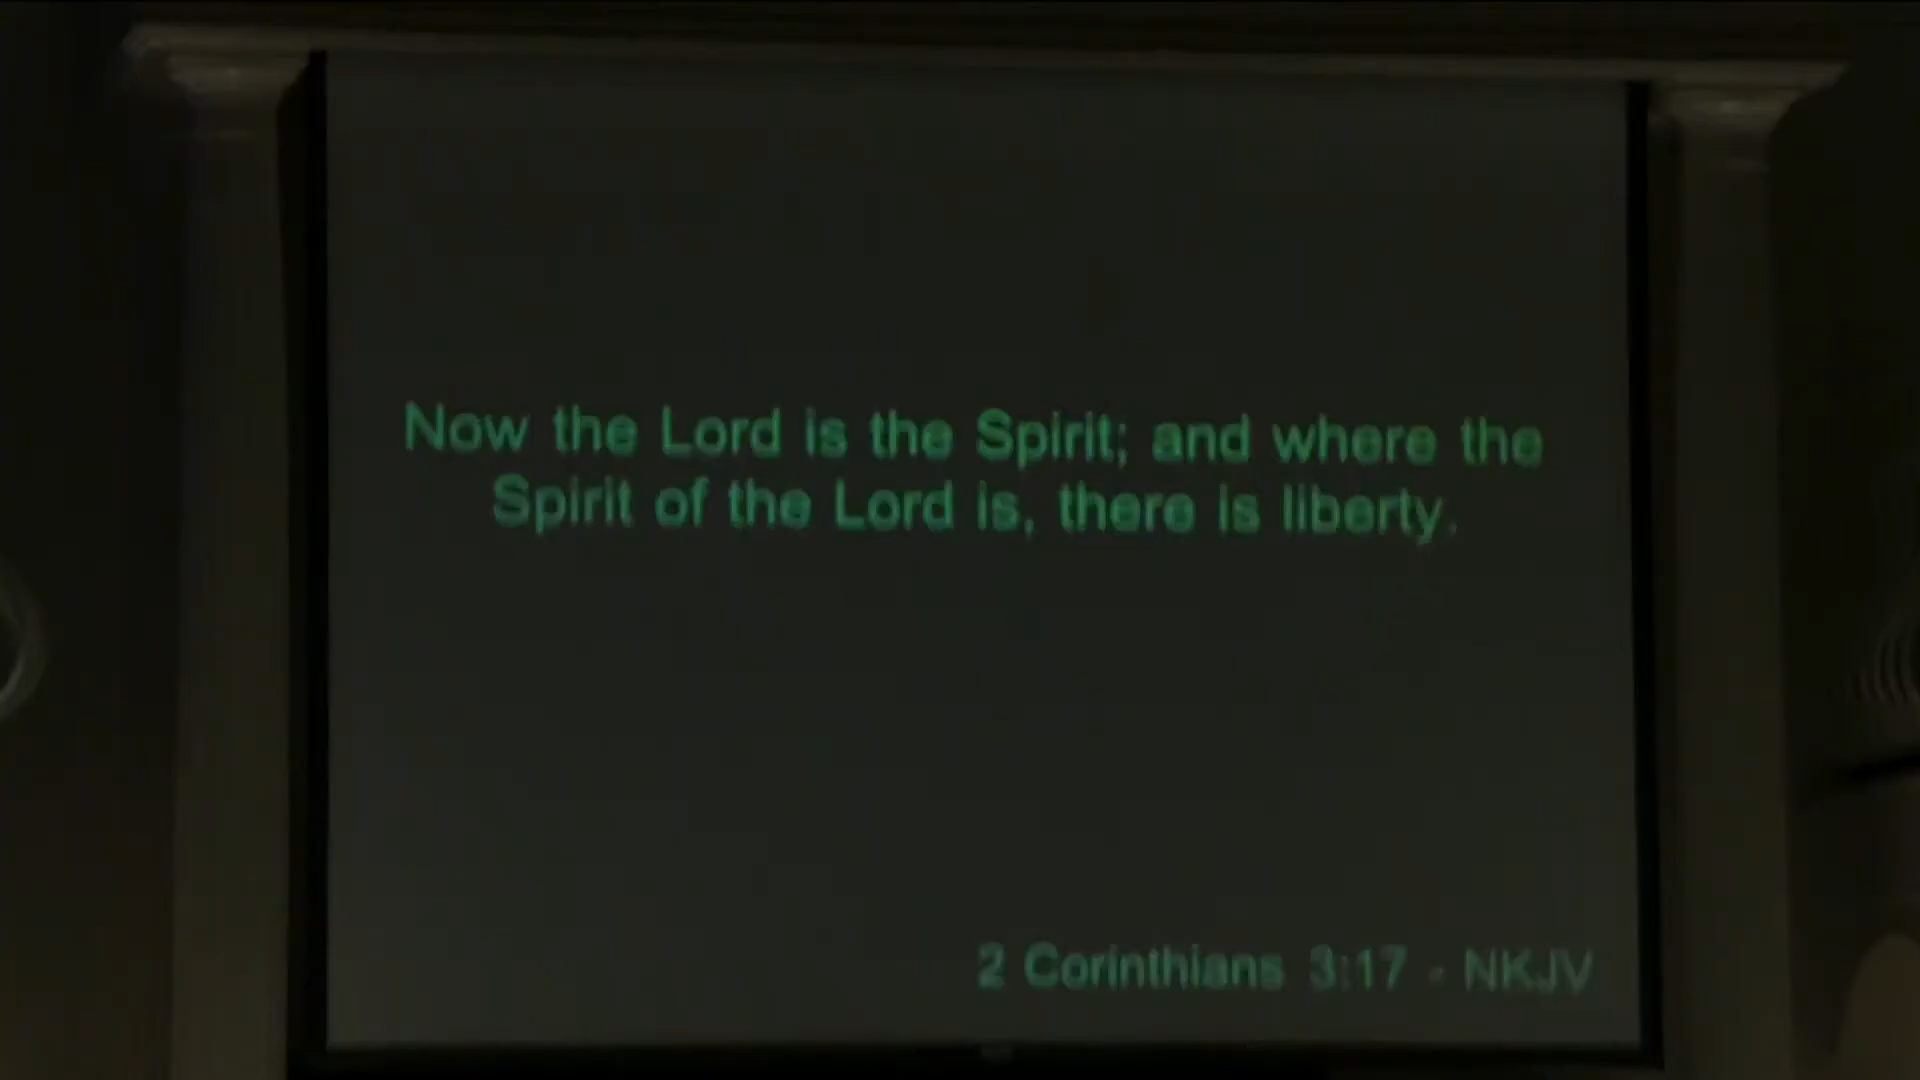 Now the Lord is the Spirit; and where the
Spirit of the Lord is, there is liberty.
2 Corinthians 3:17 - NKJV